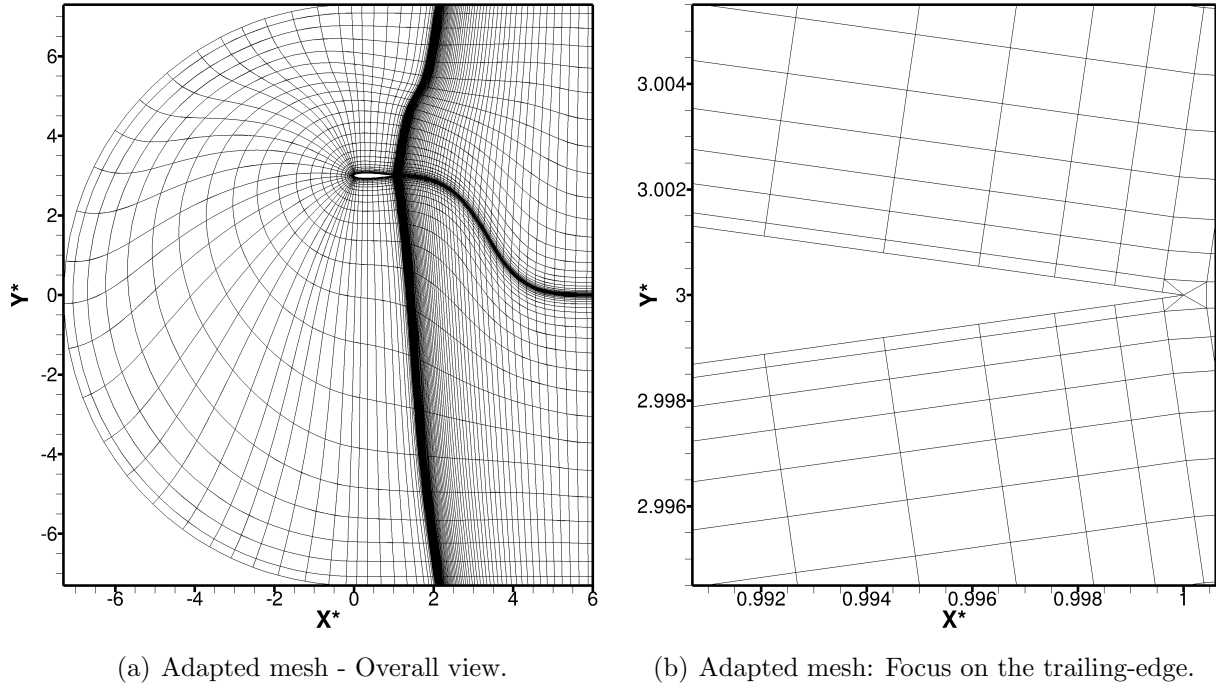 6
4
2
0
-2
-4
-6
Y*
-6 -4 -2 0 2 4 6
X*
3.004
3.002
3
2.998
2.996
Y*
0.992 0.994 0.996 0.998 1
X*
(a) Adapted mesh - Overall view.
(b) Adapted mesh: Focus on the trailing-edge.